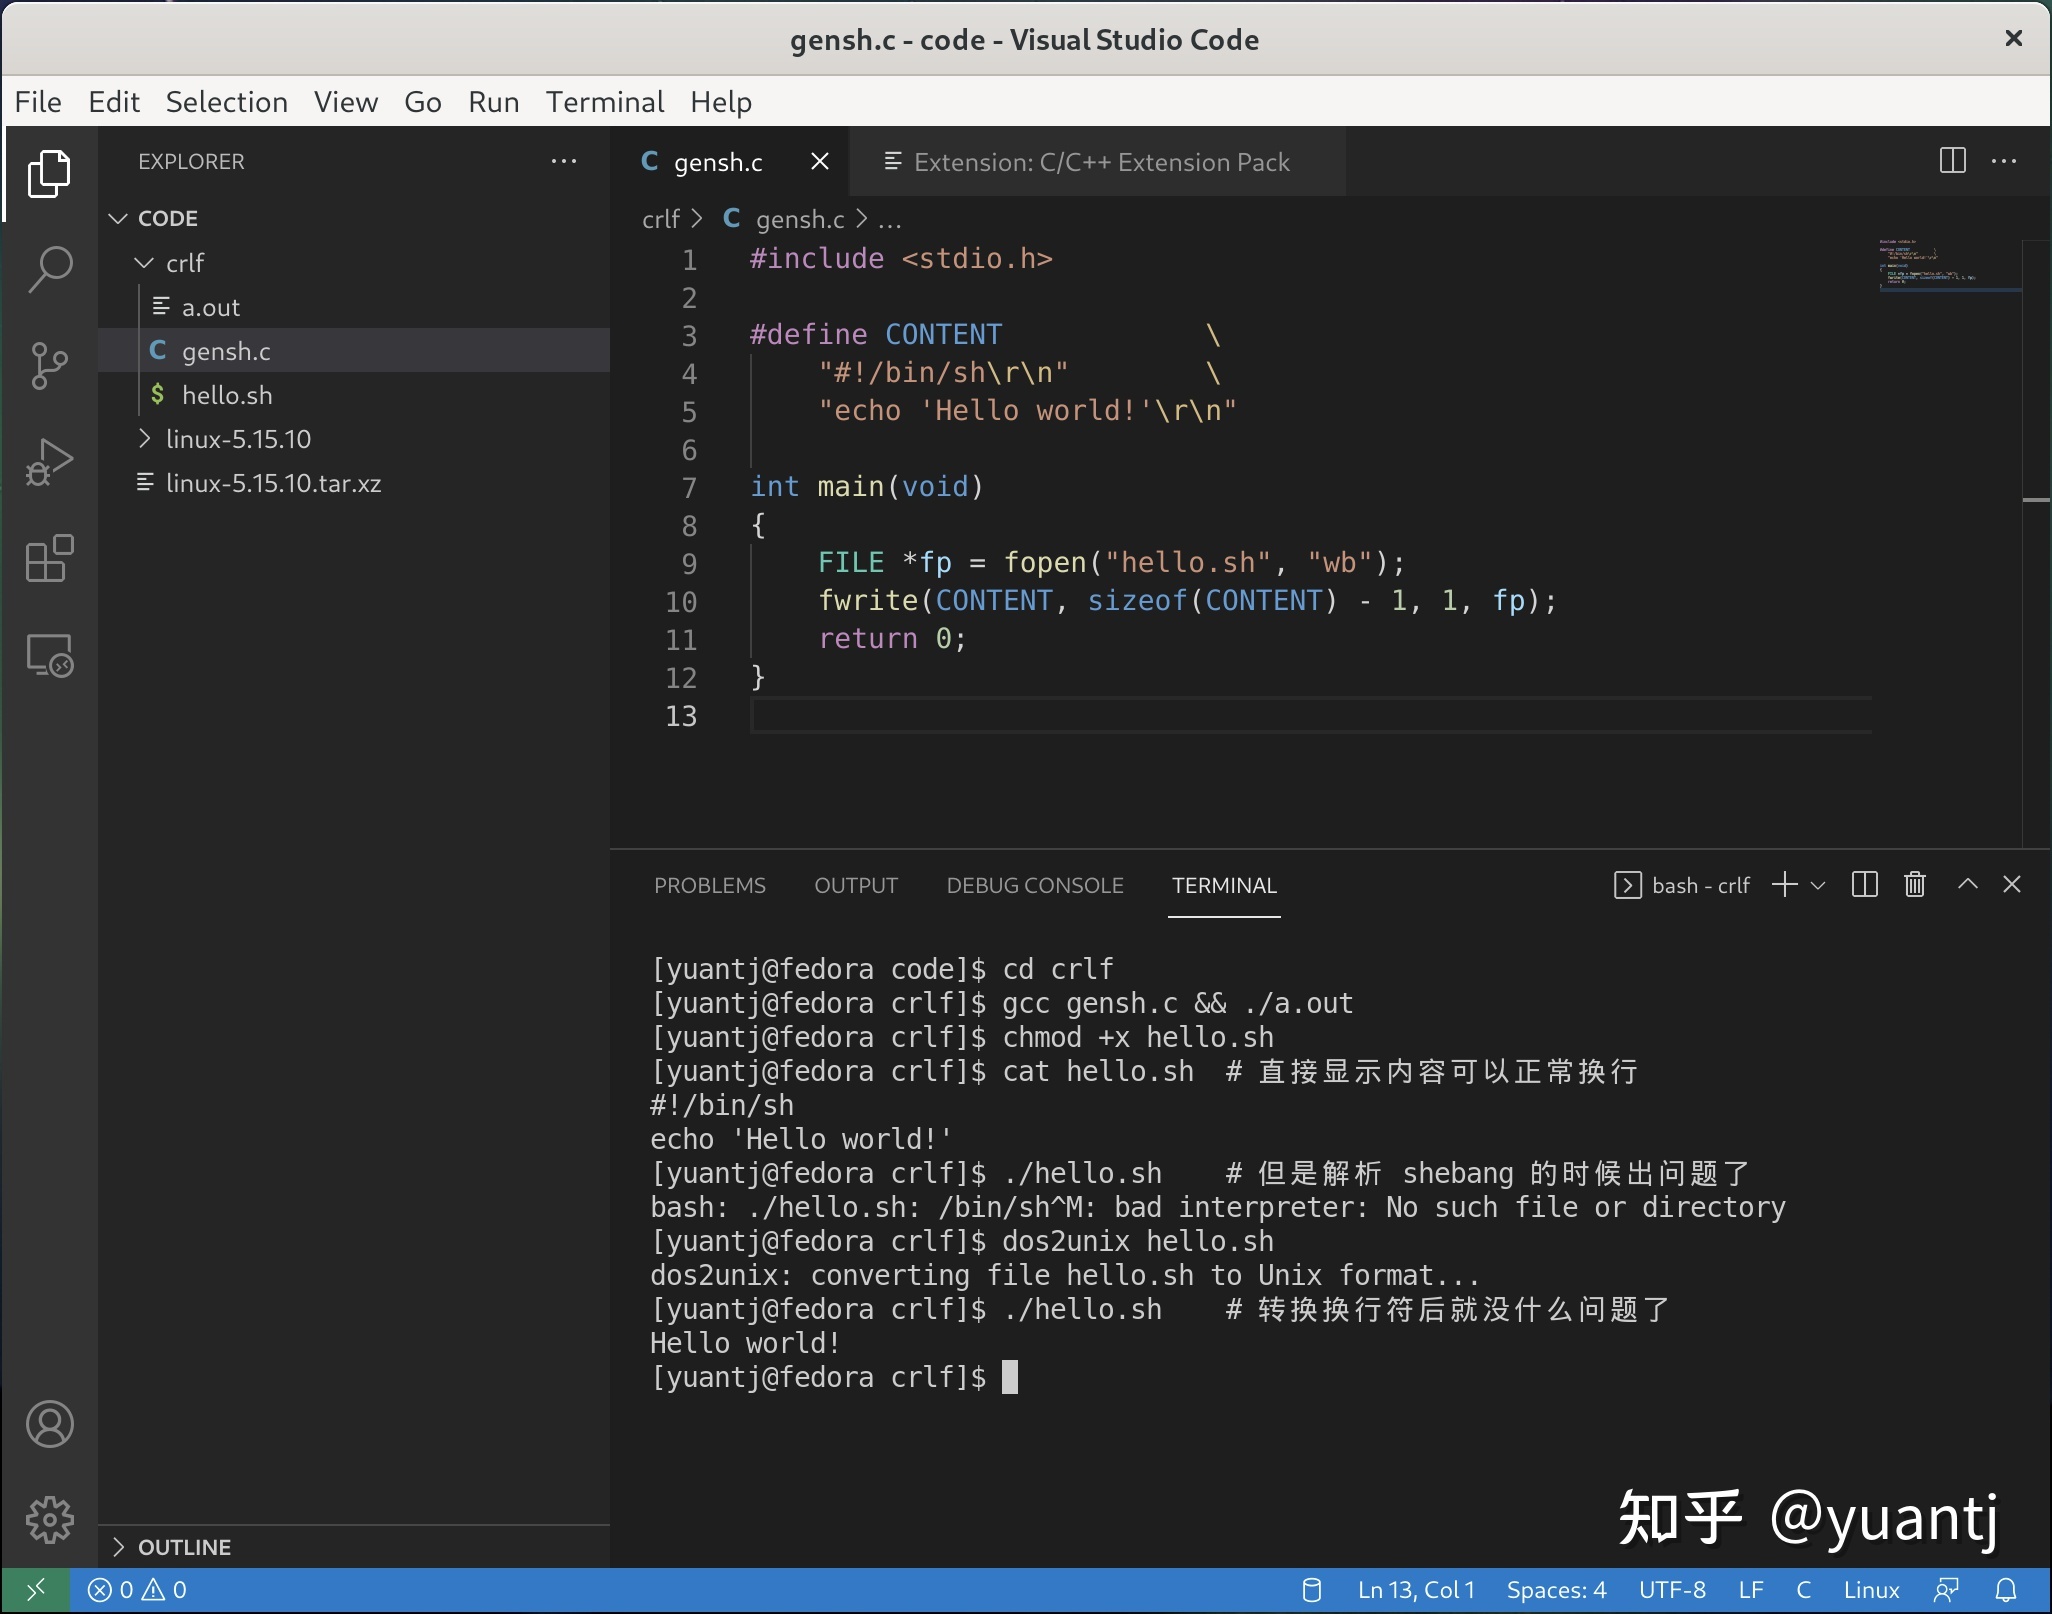 gensh.c - code - Visual Studio Code
File Edit Selection View Go Run Terminal Help
EXPLORER
CODE
crlf
a.out
gensh.c
hello.sh
linux-5.15.10
linux-5.15.10.tar.xz
OUTLINE
gensh.c
Extension: C/C++ Extension Pack
crlf > C gensh.c > ...
1 #include <stdio.h>
2
3 #define CONTENT \
4 "#!/bin/sh\r\n" \
5 "echo 'Hello world!'\r\n"
6
7 int main(void)
8 {
9 FILE *fp = fopen("hello.sh", "wb");
10 fwrite(CONTENT, sizeof(CONTENT) - 1, 1, fp);
11 return 0;
12 }
13
PROBLEMS OUTPUT DEBUG CONSOLE TERMINAL bash - crlf
[yuantj@fedora code]$ cd crlf
[yuantj@fedora crlf]$ gcc gensh.c && ./a.out
[yuantj@fedora crlf]$ chmod +x hello.sh
[yuantj@fedora crlf]$ cat hello.sh # 直接显示内容可以正常换行
#!/bin/sh
echo 'Hello world!'
[yuantj@fedora crlf]$ ./hello.sh # 但是解析 shebang 的时候出问题了
bash: ./hello.sh: /bin/sh^M: bad interpreter: No such file or directory
[yuantj@fedora crlf]$ dos2unix hello.sh
dos2unix: converting file hello.sh to Unix format...
[yuantj@fedora crlf]$ ./hello.sh # 转换换行符后就没什么问题了
Hello world!
[yuantj@fedora crlf]$
知乎 @yuantj
0 0 Ln 13, Col 1 Spaces: 4 UTF-8 LF C Linux